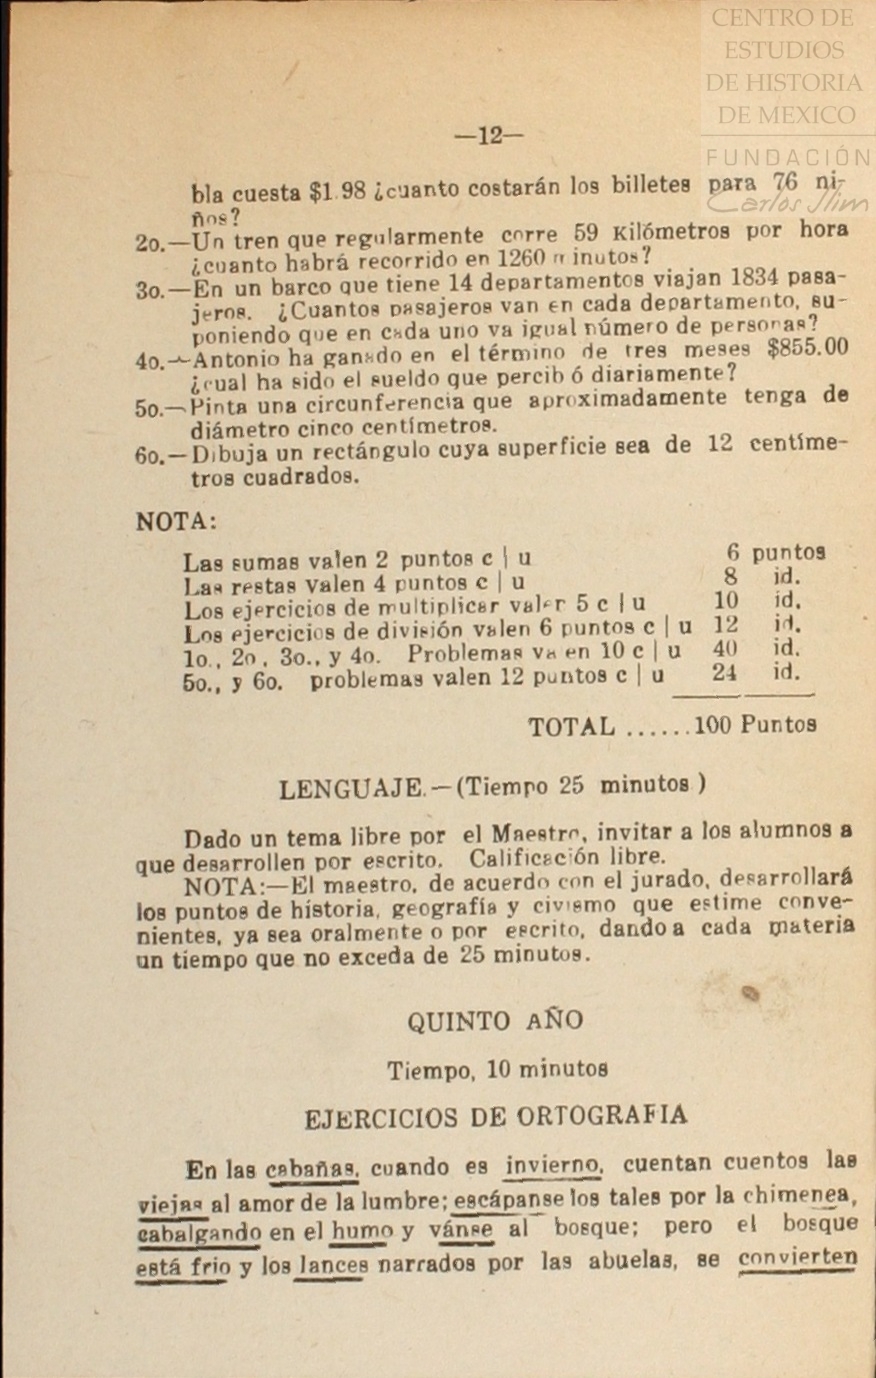 CENTRO DE
ESTUDIOS
DE HISTORIA
DE MEXICO
FUNDACIÓN
Carlos Slim
—12—
bla cuesta $1.98 ¿cuanto costarán los billetes para 76 ni-
ños?
2o.—Un tren que regularmente corre 59 Kilómetros por hora
¿cuanto habrá recorrido en 1260 minutos?
3o.—En un barco que tiene 14 departamentos viajan 1834 pasa-
jeros. ¿Cuantos pasajeros van en cada departamento, su-
poniendo que en cada uno va igual número de personas?
4o.—Antonio ha ganado en el término de tres meses $855.00
¿cual ha sido el sueldo que percibió diariamente?
5o.—Pinta una circunferencia que aproximadamente tenga de
diámetro cinco centímetros.
6o.—Dibuja un rectángulo cuya superficie sea de 12 centíme-
tros cuadrados.
NOTA:
Las sumas valen 2 puntos c | u 6 puntos
Las restas valen 4 puntos c | u 8 id.
Los ejercicios de multiplicar valer 5 c | u 10 id.
Los ejercicios de división valen 6 puntos c | u 12 id.
1o., 2o., 3o., y 4o. Problemas va en 10 c | u 40 id.
5o., y 6o. problemas valen 12 puntos c | u 24 id.
TOTAL ......100 Puntos
LENGUAJE.—(Tiempo 25 minutos)
Dado un tema libre por el Maestro, invitar a los alumnos a
que desarrollen por escrito. Calificación libre.
NOTA:—El maestro, de acuerdo con el jurado, desarrollará
los puntos de historia, geografía y civismo que estime conve-
nientes, ya sea oralmente o por escrito, dando a cada materia
un tiempo que no exceda de 25 minutos.
QUINTO AÑO
Tiempo, 10 minutos
EJERCICIOS DE ORTOGRAFIA
En las cabañas, cuando es invierno, cuentan cuentos las
viejas al amor de la lumbre; escápanse los tales por la chimenea,
cabalgando en el humo y vánse al bosque; pero el bosque
está frio y los lances narrados por las abuelas, se convierten